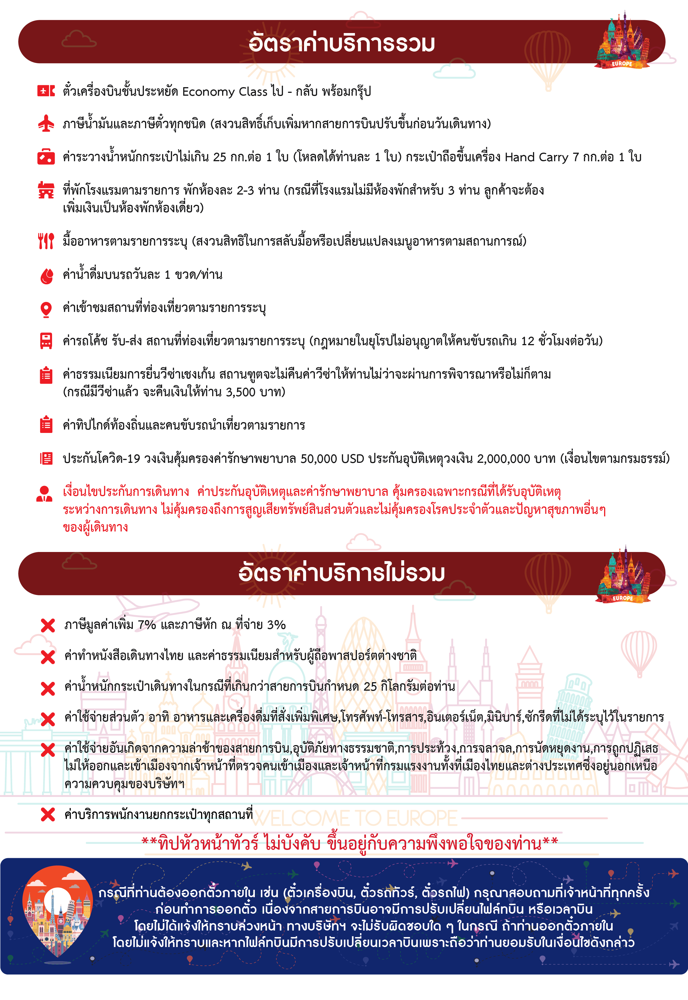 อัตราค่าบริการรวม
EUROPE
ตั๋วเครื่องบินชั้นประหยัด Economy Class ไป - กลับ พร้อมกรุ๊ป
ภาษีน้ำมันและภาษีตั๋วทุกชนิด (สงวนสิทธิ์เก็บเพิ่มหากสายการบินปรับขึ้นก่อนวันเดินทาง)
ค่าระวางน้ำหนักกระเป๋าไม่เกิน 25 กก.ต่อ 1 ใบ (โหลดได้ท่านละ 1 ใบ) กระเป๋าถือขึ้นเครื่อง Hand Carry 7 กก.ต่อ 1 ใบ
ที่พักโรงแรมตามรายการ พักห้องละ 2-3 ท่าน (กรณีที่โรงแรมไม่มีห้องพักสำหรับ 3 ท่าน ลูกค้าจะต้อง
เพิ่มเงินเป็นห้องพักห้องเดี่ยว)
มื้ออาหารตามรายการระบุ (สงวนสิทธิในการสลับมื้อหรือเปลี่ยนแปลงเมนูอาหารตามสถานการณ์)
ค่าน้ำดื่มบนรถวันละ 1 ขวด/ท่าน
ค่าเข้าชมสถานที่ท่องเที่ยวตามรายการระบุ
ค่ารถโค้ช รับ-ส่ง สถานที่ท่องเที่ยวตามรายการระบุ (กฎหมายในยุโรปไม่อนุญาตให้คนขับรถเกิน 12 ชั่วโมงต่อวัน)
ค่าธรรมเนียมการยื่นวีซ่าเชงเก้น สถานฑูตจะไม่คืนค่าวีซ่าให้ท่านไม่ว่าจะผ่านการพิจารณาหรือไม่ก็ตาม
(กรณีมีวีซ่าแล้ว จะคืนเงินให้ท่าน 3,500 บาท)
ค่าทิปไกด์ท้องถิ่นและคนขับรถนำเที่ยวตามรายการ
ประกันโควิด-19 วงเงินคุ้มครองค่ารักษาพยาบาล 50,000 USD ประกันอุบัติเหตุวงเงิน 2,000,000 บาท (เงื่อนไขตามกรมธรรม์)
เงื่อนไขประกันการเดินทาง ค่าประกันอุบัติเหตุและค่ารักษาพยาบาล คุ้มครองเฉพาะกรณีที่ได้รับอุบัติเหตุ
ระหว่างการเดินทาง ไม่คุ้มครองถึงการสูญเสียทรัพย์สินส่วนตัวและไม่คุ้มครองโรคประจำตัวและปัญหาสุขภาพอื่นๆ
ของผู้เดินทาง
อัตราค่าบริการไม่รวม
EUROPE
ภาษีมูลค่าเพิ่ม 7% และภาษีหัก ณ ที่จ่าย 3%
ค่าทำหนังสือเดินทางไทย และค่าธรรมเนียมสำหรับผู้ถือพาสปอร์ตต่างชาติ
ค่าน้ำหนักกระเป๋าเดินทางในกรณีที่เกินกว่าสายการบินกำหนด 25 กิโลกรัมต่อท่าน
ค่าใช้จ่ายส่วนตัว อาทิ อาหารและเครื่องดื่มที่สั่งเพิ่มพิเศษ,โทรศัพท์-โทรสาร,อินเตอร์เน็ต,มินิบาร์,ซักรีดที่ไม่ได้ระบุไว้ในรายการ
ค่าใช้จ่ายอันเกิดจากความล่าช้าของสายการบิน,อุบัติภัยทางธรรมชาติ,การประท้วง,การจลาจล,การนัดหยุดงาน,การถูกปฏิเสธ
ไม่ให้ออกและเข้าเมืองจากเจ้าหน้าที่ตรวจคนเข้าเมืองและเจ้าหน้าที่กรมแรงงานทั้งที่เมืองไทยและต่างประเทศซึ่งอยู่นอกเหนือ
ความควบคุมของบริษัทฯ
ค่าบริการพนักงานยกกระเป๋าทุกสถานที่
WELCOME TO EUROPE
**ทิปหัวหน้าทัวร์ ไม่บังคับ ขึ้นอยู่กับความพึงพอใจของท่าน**
กรณีที่ท่านต้องออกตั๋วภายใน เช่น (ตั๋วเครื่องบิน, ตั๋วรถทัวร์, ตั๋วรถไฟ) กรุณาสอบถามที่เจ้าหน้าที่ทุกครั้ง
ก่อนทำการออกตั๋ว เนื่องจากสายการบินอาจมีการปรับเปลี่ยนไฟล์ทบิน หรือเวลาบิน
โดยไม่ได้แจ้งให้ทราบล่วงหน้า ทางบริษัทฯ จะไม่รับผิดชอบใด ๆ ในกรณี ถ้าท่านออกตั๋วภายใน
โดยไม่แจ้งให้ทราบและหากไฟล์ทบินมีการปรับเปลี่ยนเวลาบินเพราะถือว่าท่านยอมรับในเงื่อนไขดังกล่าว